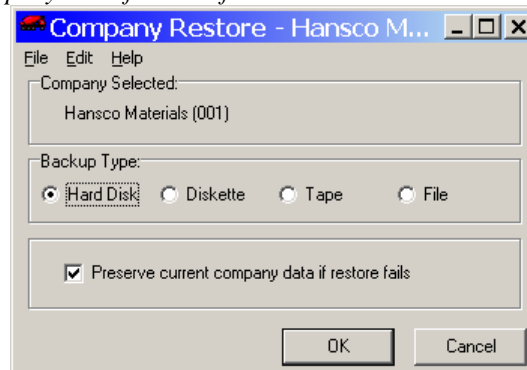 Company Restore - Hansco M...
File Edit Help
Company Selected:
Hansco Materials (001)
Backup Type:
Hard Disk Diskette Tape File
Preserve current company data if restore fails
OK Cancel